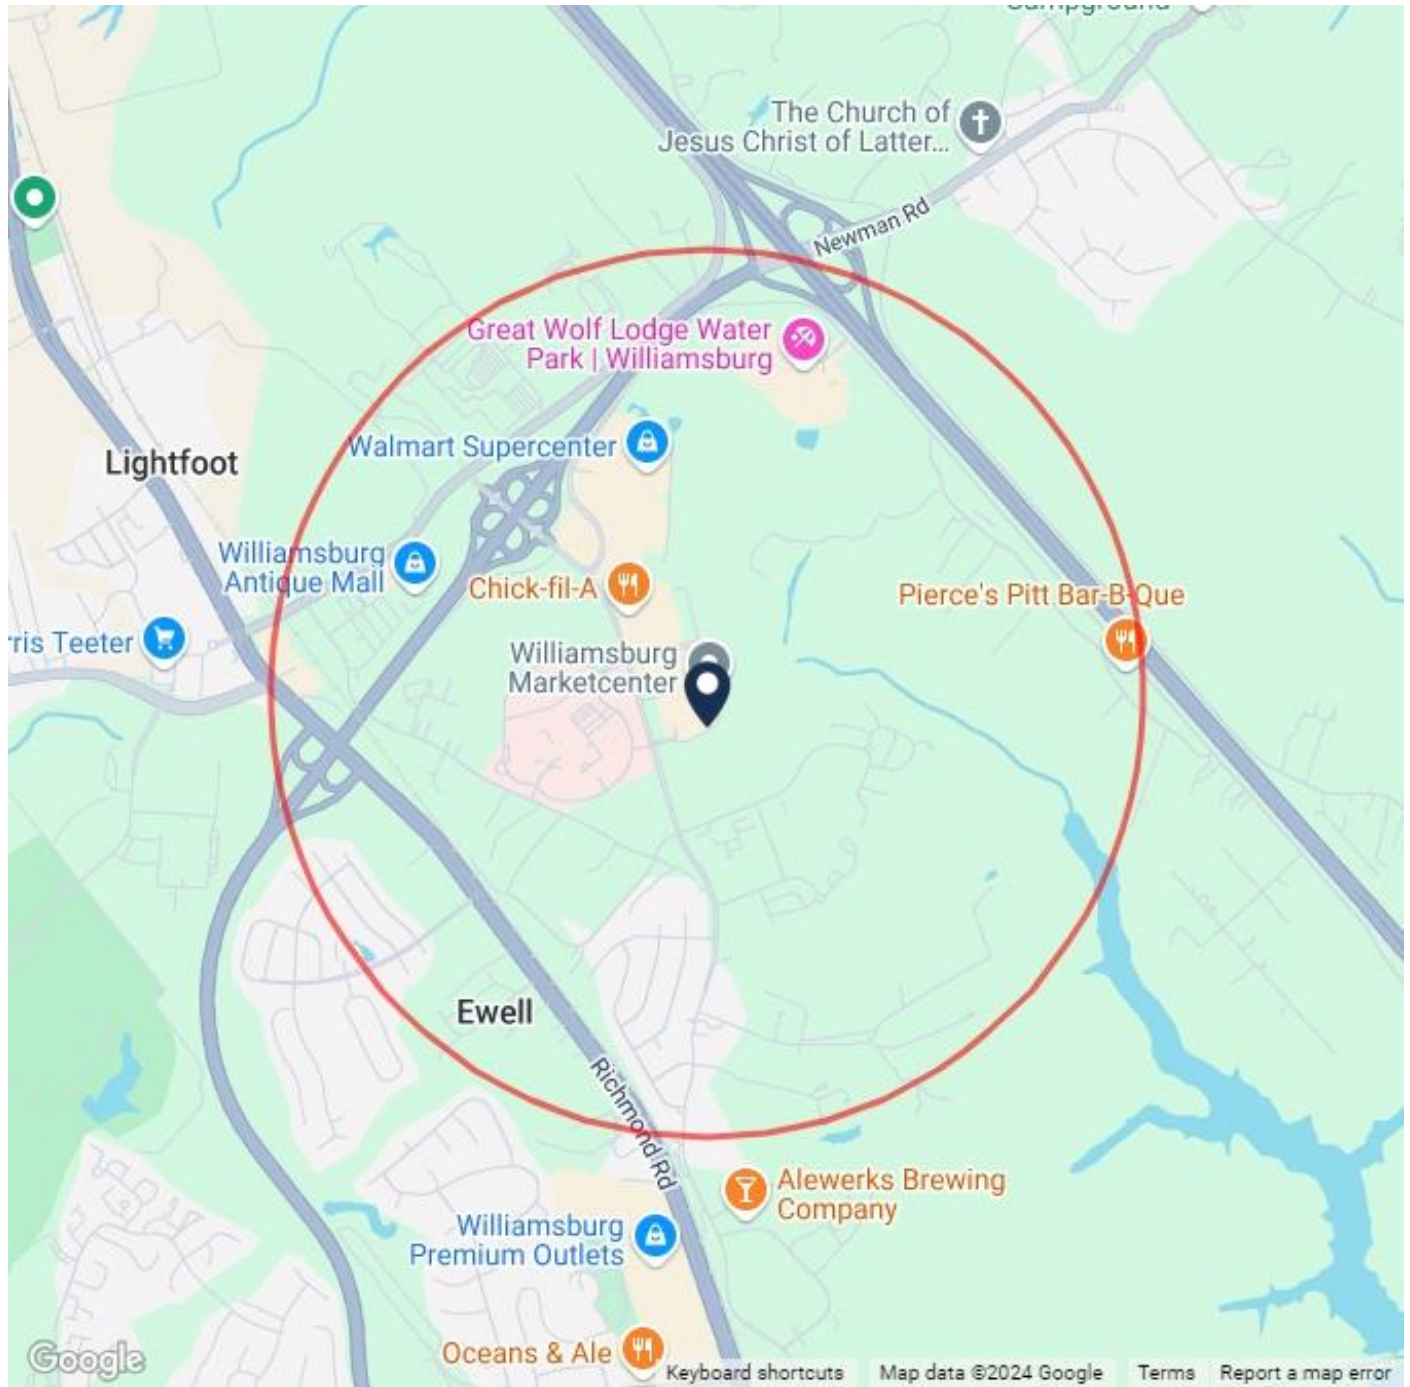 Campground
The Church of
Jesus Christ of Latter...
Newman Rd
Great Wolf Lodge Water
Park | Williamsburg
Walmart Supercenter
Lightfoot
Williamsburg
Antique Mall
Chick-fil-A
Pierce's Pitt Bar-B-Que
rris Teeter
Williamsburg
Marketcenter
Ewell
Richmond Rd
Alewerks Brewing
Company
Williamsburg
Premium Outlets
Oceans & Ale
Google
Keyboard shortcuts
Map data ©2024 Google
Terms
Report a map error